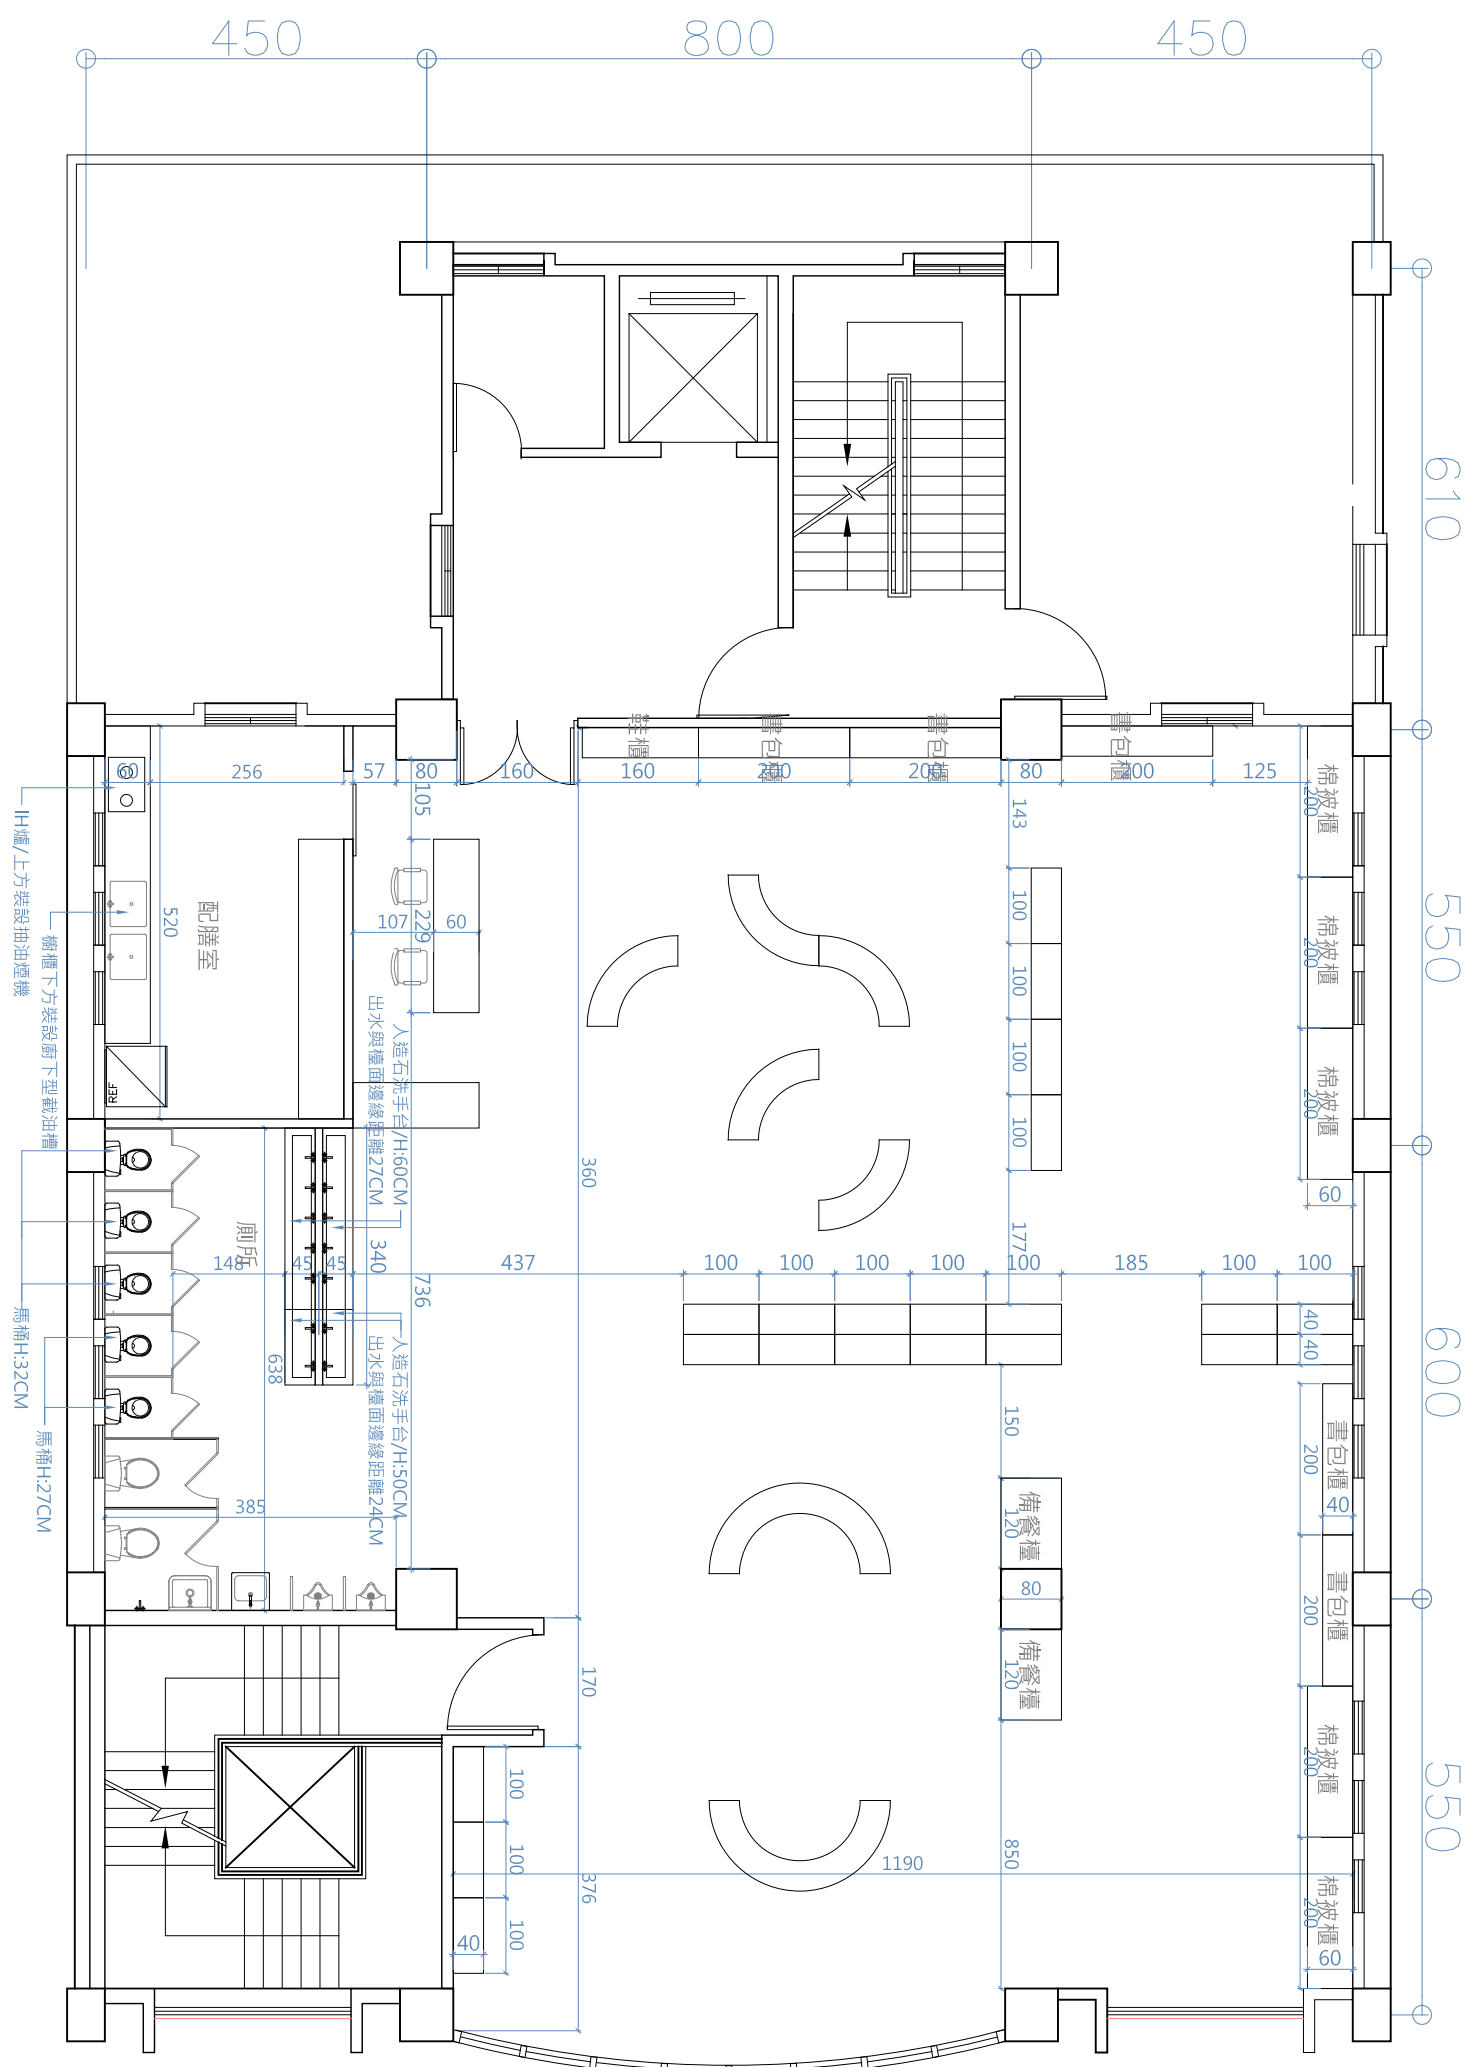 450
800
450
610
550
600
550
鞋櫃
書包櫃
書包櫃
書包櫃
60
256
57
80
160
160
200
200
80
200
125
105
143
棉被櫃
200
棉被櫃
200
棉被櫃
200
60
配膳室
520
107
60
229
100
100
100
100
IH爐/上方裝設抽油煙機
櫥櫃下方裝設廚下型截油槽
REF
人造石洗手台/H:60CM
出水與檯面邊緣距離27CM
360
177
廁所
148
45
45
340
437
736
100
100
100
100
100
185
100
100
40
40
638
馬桶H:32CM
馬桶H:27CM
人造石洗手台/H:50CM
出水與檯面邊緣距離24CM
150
書包櫃
200
40
385
備餐檯
120
80
書包櫃
200
備餐檯
120
170
棉被櫃
200
100
100
100
40
376
1190
850
棉被櫃
200
60